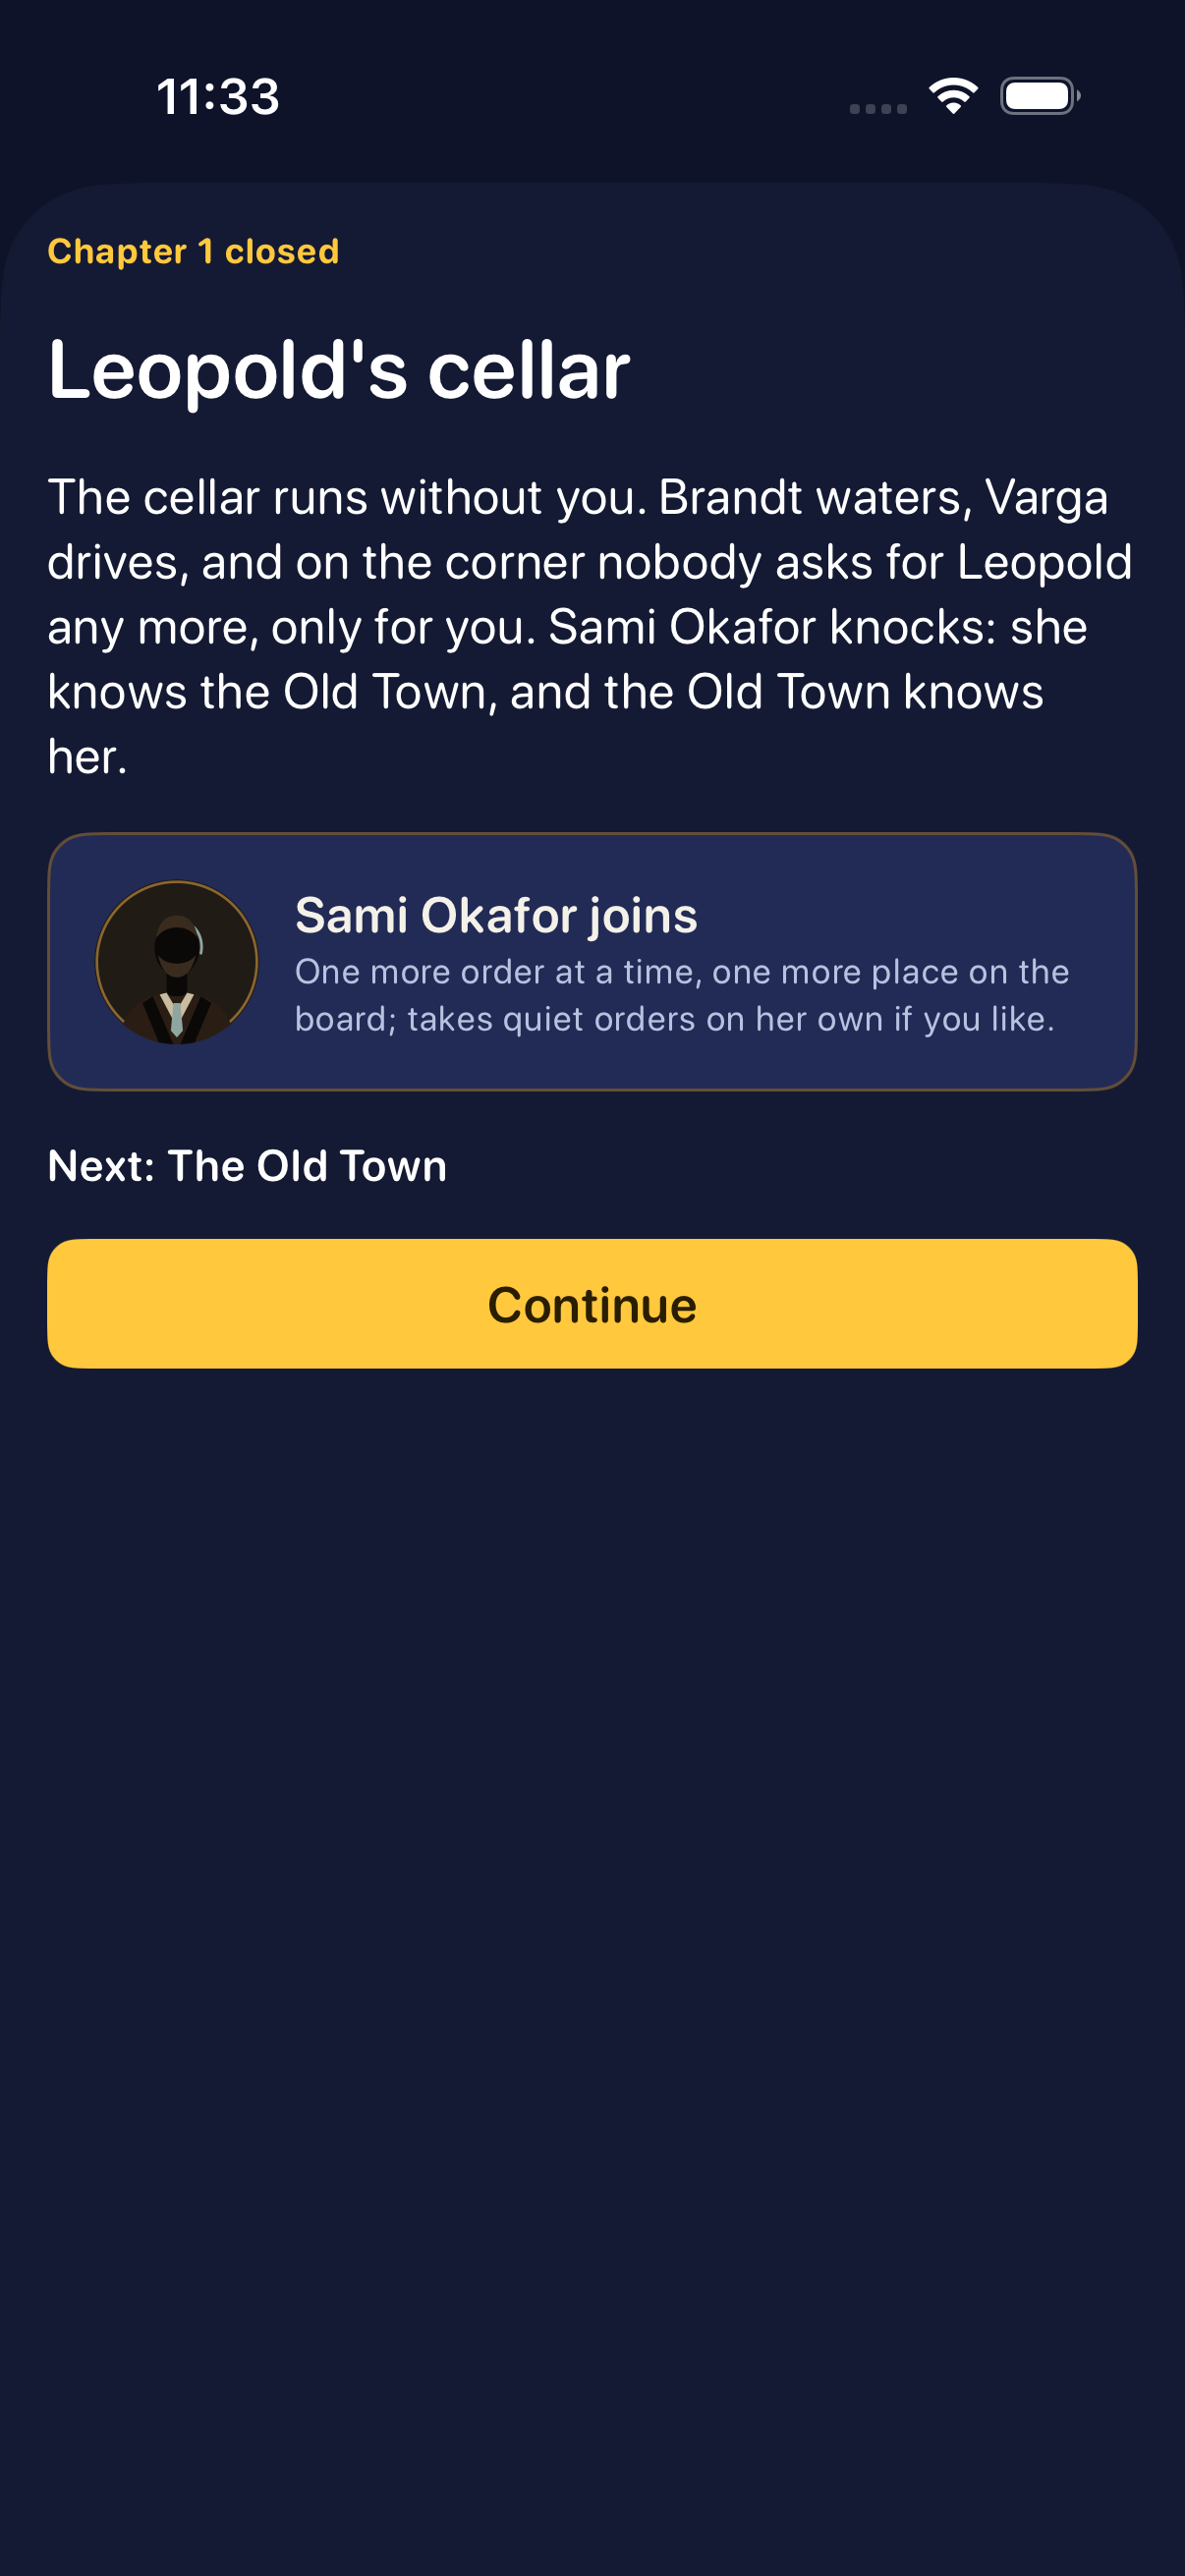 11:33
Chapter 1 closed
Leopold's cellar
The cellar runs without you. Brandt waters, Varga
drives, and on the corner nobody asks for Leopold
any more, only for you. Sami Okafor knocks: she
knows the Old Town, and the Old Town knows
her.
Sami Okafor joins
One more order at a time, one more place on the
board; takes quiet orders on her own if you like.
Next: The Old Town
Continue